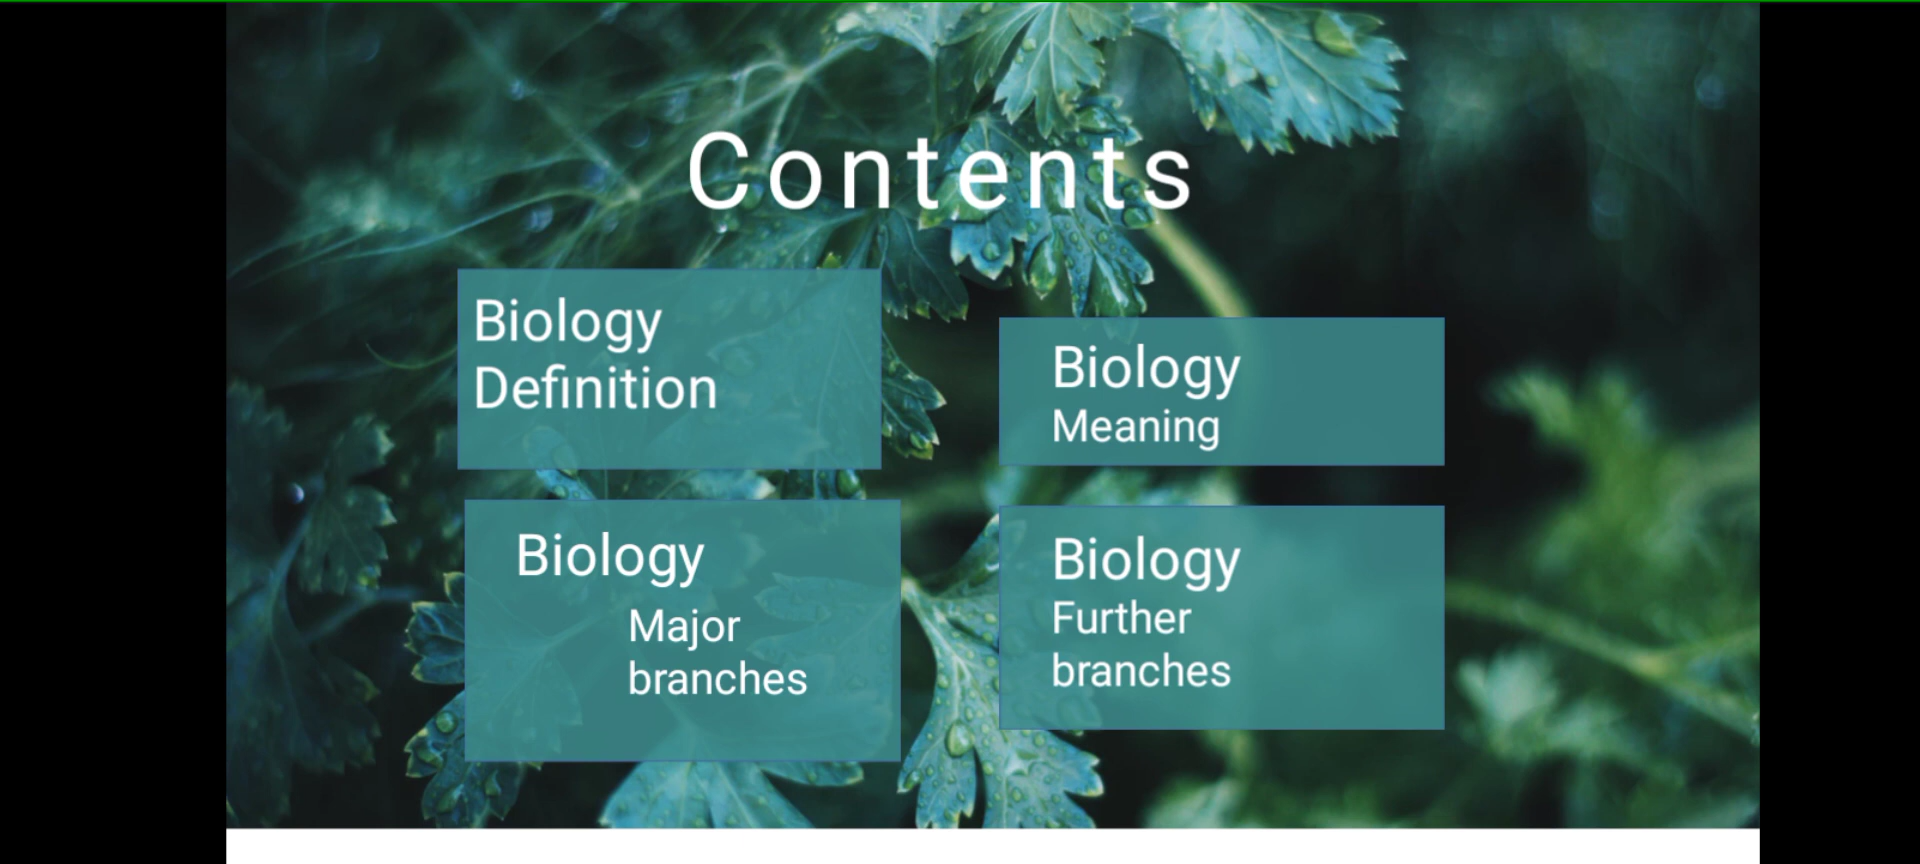 Contents
Biology
Definition
Biology
Meaning
Biology
Major
branches
Biology
Further
branches